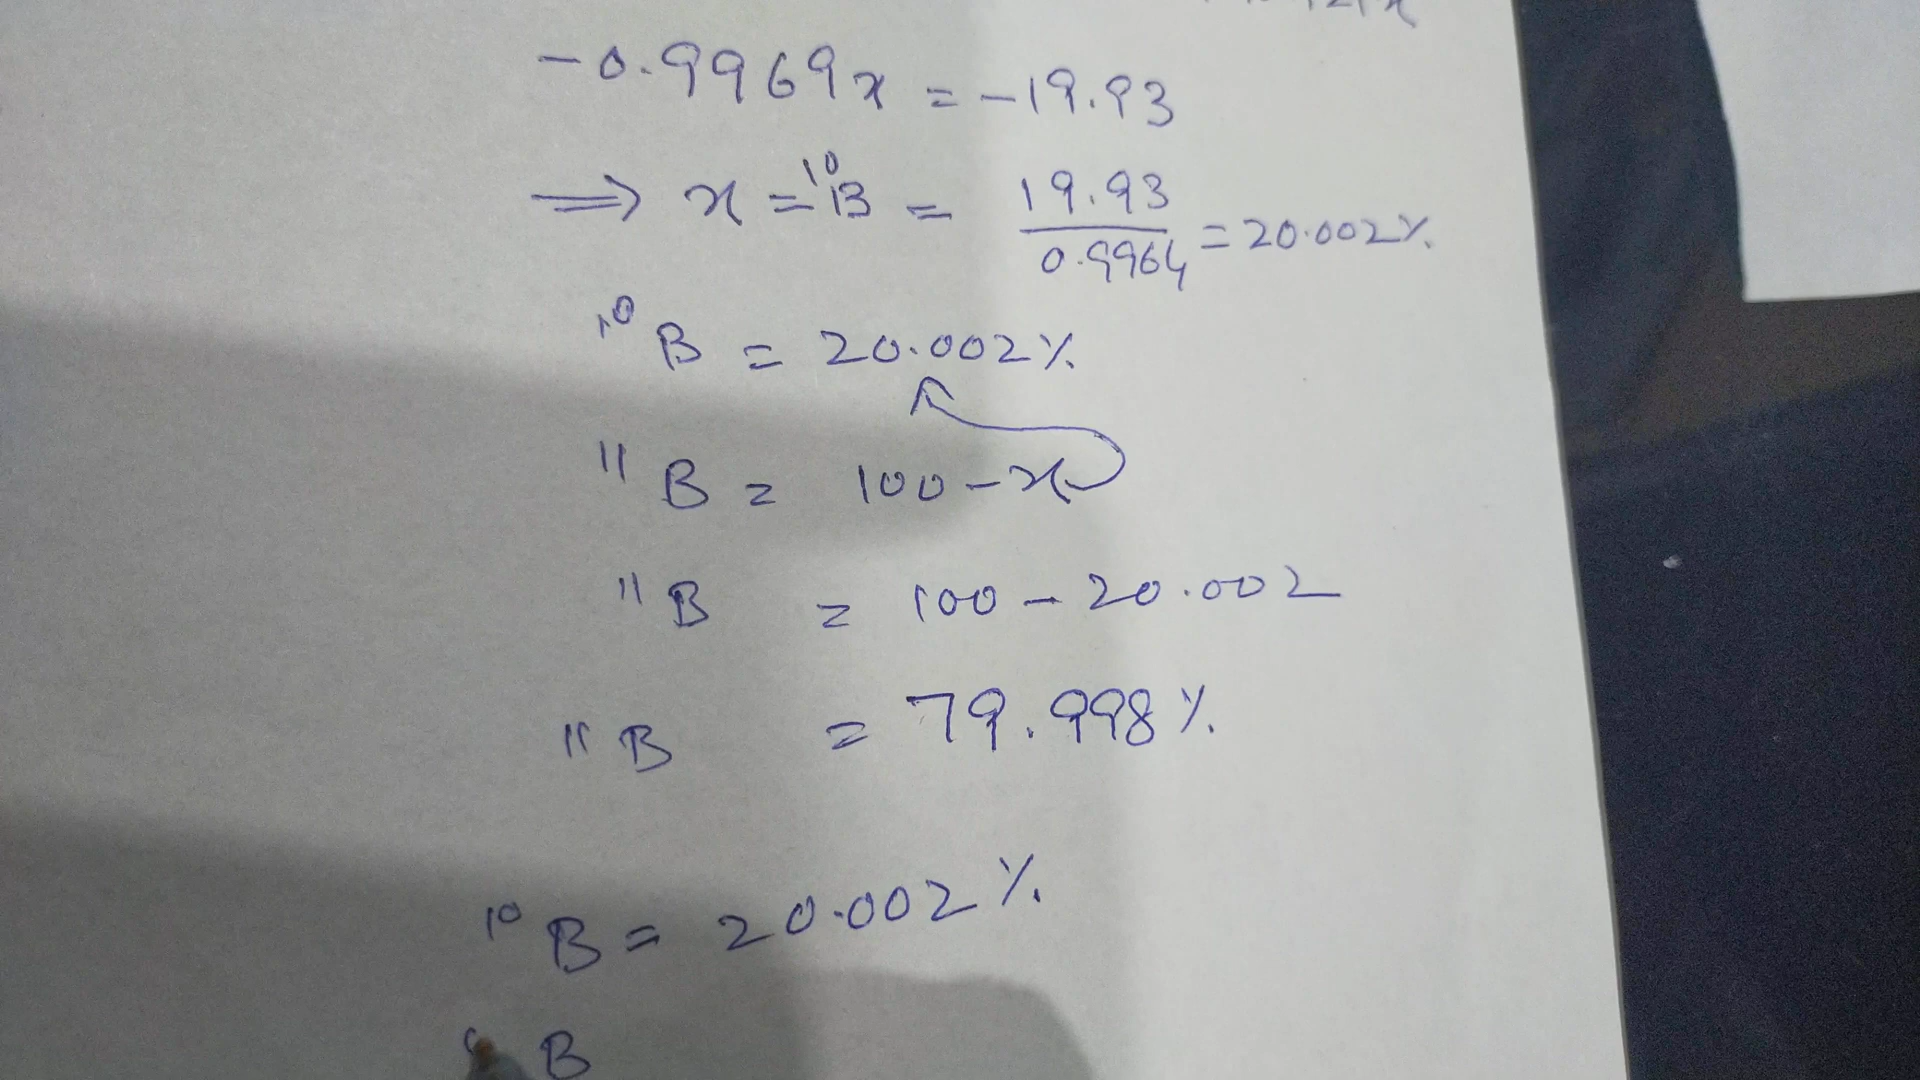 -0.9969x = -19.93
⟹ x = ¹⁰B = 19.93/0.9964 = 20.002%
¹⁰B = 20.002%
¹¹B = 100-x
¹¹B = 100 - 20.002
¹¹B = 79.998%
¹⁰B = 20.002%
B